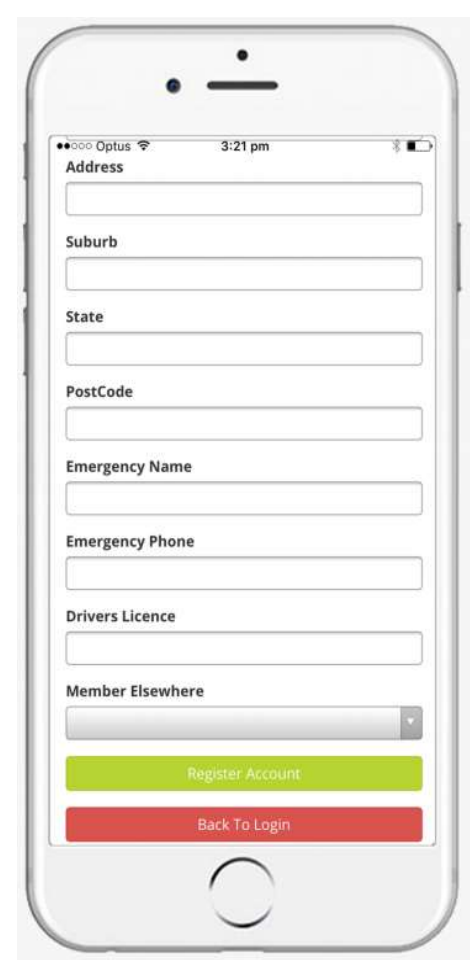 Optus 3:21 pm
Address
Suburb
State
PostCode
Emergency Name
Emergency Phone
Drivers Licence
Member Elsewhere
Register Account
Back To Login